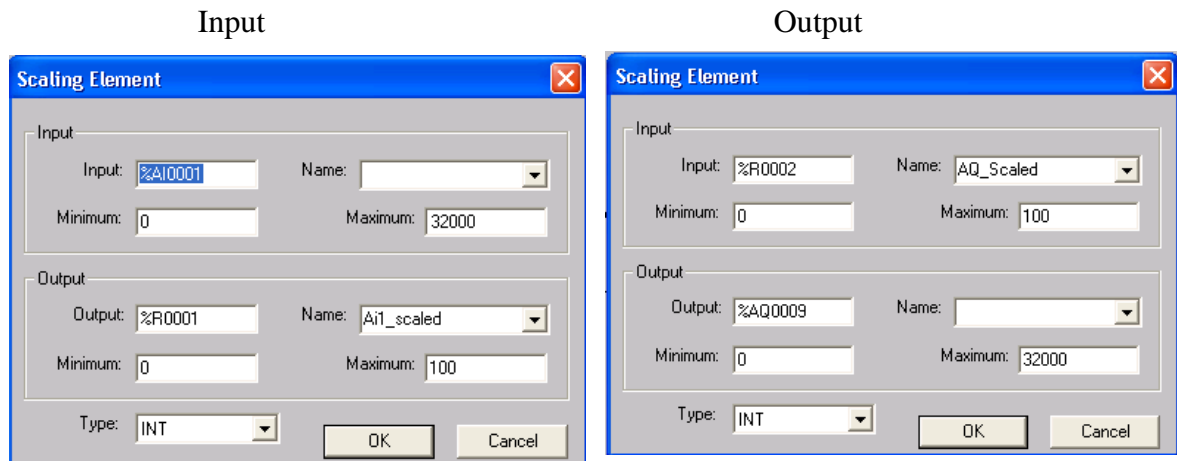 Input
Output
Scaling Element
Input
Input: %AI0001 Name:
Minimum: 0 Maximum: 32000
Output
Output: %R0001 Name: Ai1_scaled
Minimum: 0 Maximum: 100
Type: INT OK Cancel
Scaling Element
Input
Input: %R0002 Name: AQ_Scaled
Minimum: 0 Maximum: 100
Output
Output: %AQ0009 Name:
Minimum: 0 Maximum: 32000
Type: INT OK Cancel